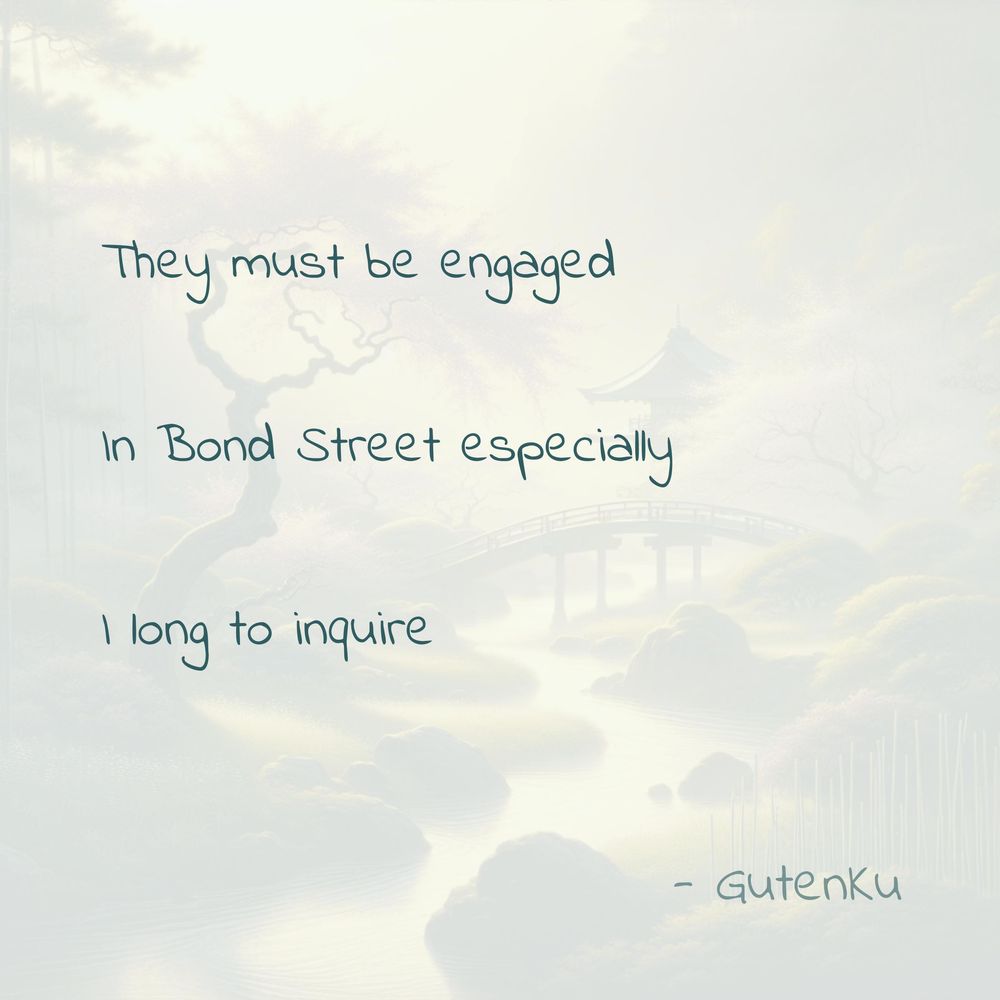 They must be engaged
In Bond Street especially
I long to inquire
- GutenKu